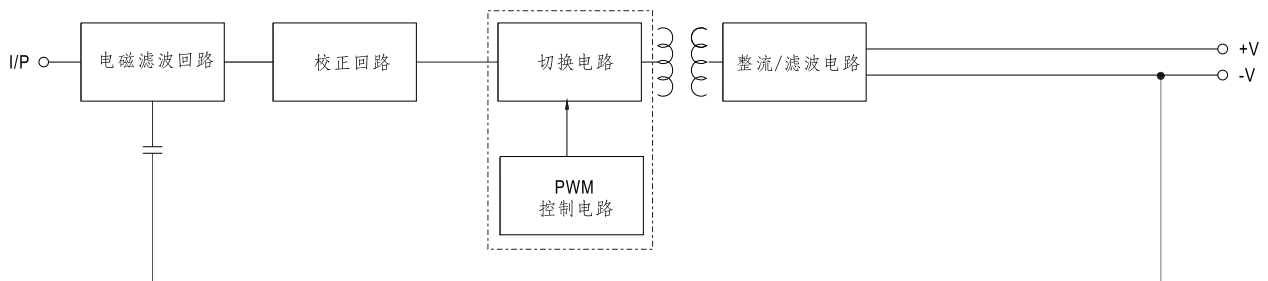 I/P
电磁滤波回路
校正回路
切换电路
整流/滤波电路
+V
-V
PWM
控制电路